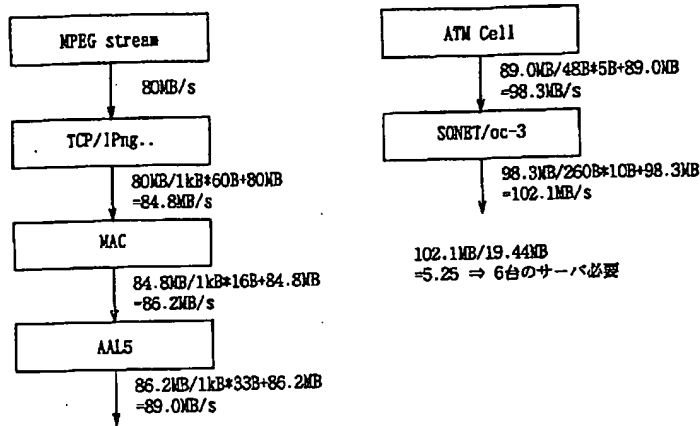 MPEG stream
80MB/s
TCP/IPng..
80MB/1kB*60B+80MB
=84.8MB/s
MAC
84.8MB/1kB*16B+84.8MB
=86.2MB/s
AAL5
86.2MB/1kB*33B+86.2MB
=89.0MB/s
ATM Cell
89.0MB/48B*5B+89.0MB
=98.3MB/s
SONET/oc-3
98.3MB/260B*10B+98.3MB
=102.1MB/s
102.1MB/19.44MB
=5.25 ⇒ 6台のサーバ必要